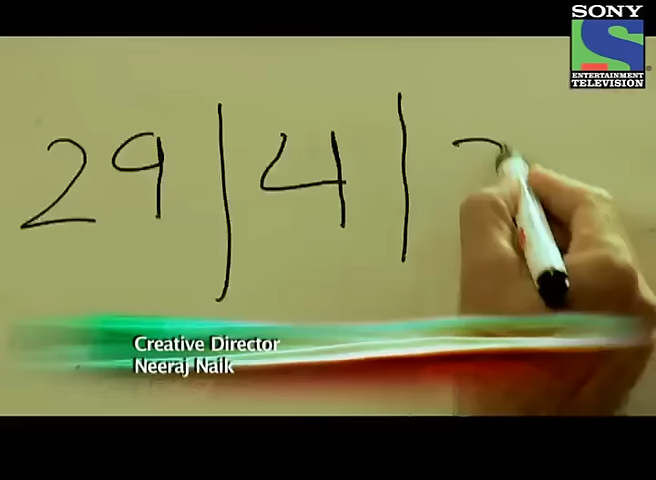 SONY
ENTERTAINMENT
TELEVISION
29|4|
Creative Director
Neeraj Naik